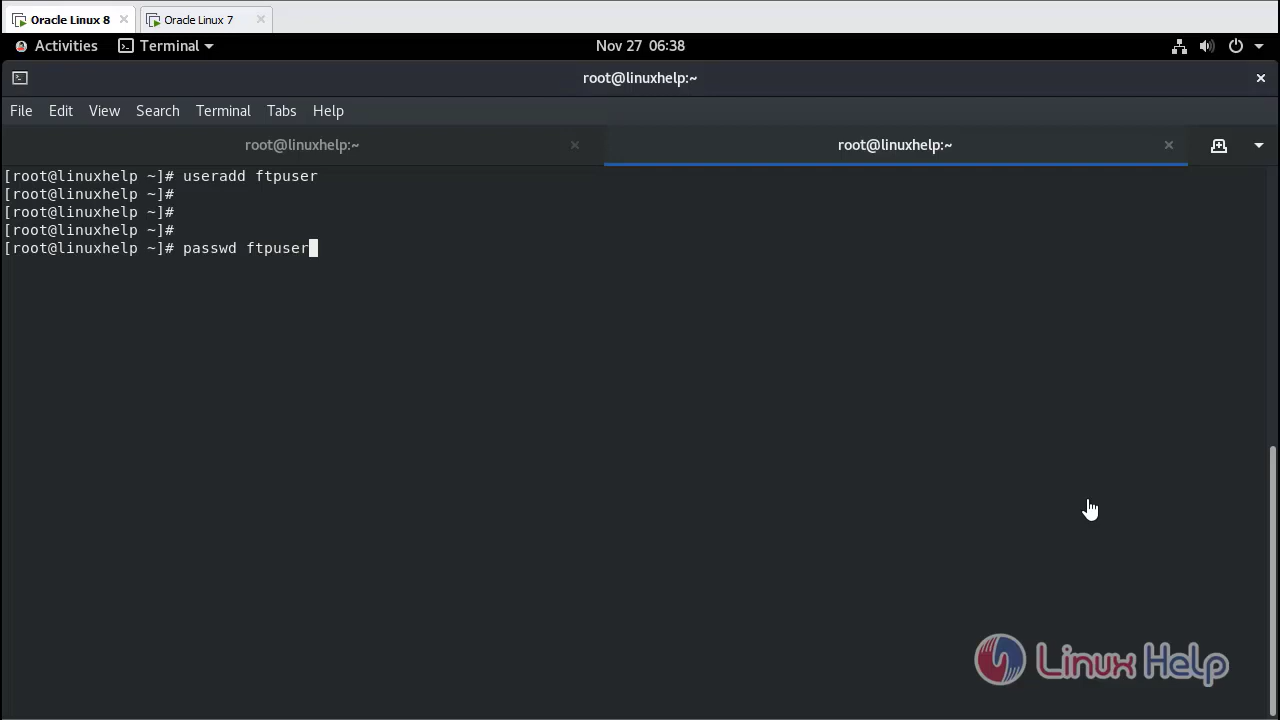 Oracle Linux 8 × Oracle Linux 7 ×
Activities Terminal Nov 27 06:38
root@linuxhelp:~ ×
File Edit View Search Terminal Tabs Help
root@linuxhelp:~ × root@linuxhelp:~ ×
[root@linuxhelp ~]# useradd ftpuser
[root@linuxhelp ~]#
[root@linuxhelp ~]#
[root@linuxhelp ~]#
[root@linuxhelp ~]# passwd ftpuser
Linux Help